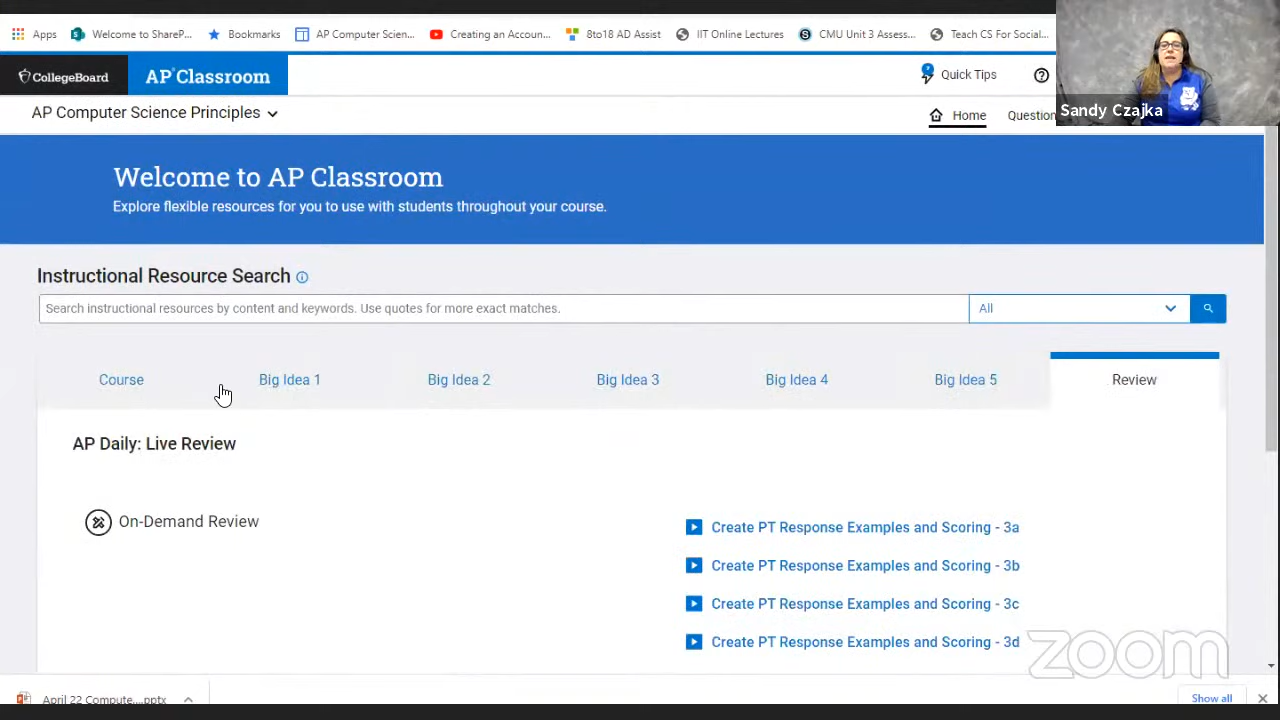 Apps Welcome to ShareP... Bookmarks AP Computer Scien... Creating an Accoun... 8to18 AD Assist IIT Online Lectures CMU Unit 3 Assess... Teach CS For Social...
CollegeBoard AP Classroom Quick Tips
AP Computer Science Principles Home Question
Sandy Czajka
Welcome to AP Classroom
Explore flexible resources for you to use with students throughout your course.
Instructional Resource Search
Search instructional resources by content and keywords. Use quotes for more exact matches. All
Course Big Idea 1 Big Idea 2 Big Idea 3 Big Idea 4 Big Idea 5 Review
AP Daily: Live Review
On-Demand Review
Create PT Response Examples and Scoring - 3a
Create PT Response Examples and Scoring - 3b
Create PT Response Examples and Scoring - 3c
Create PT Response Examples and Scoring - 3d
zoom
April 22 Compute....pptx Show all